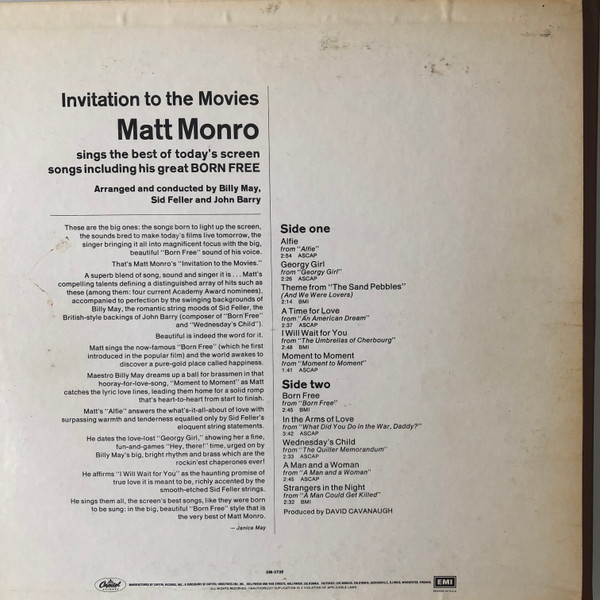 Invitation to the Movies
Matt Monro
sings the best of today's screen
songs including his great BORN FREE
Arranged and conducted by Billy May,
Sid Feller and John Barry
These are the big ones: the songs born to light up the screen,
the sounds bred to make today's films live tomorrow, the
singer bringing it all into magnificent focus with the big,
beautiful "Born Free" sound of his voice.
That's Matt Monro's "Invitation to the Movies."
A superb blend of song, sound and singer it is . . . Matt's
compelling talents defining a distinguished array of hits such as
these (among them: four current Academy Award nominees),
accompanied to perfection by the swinging backgrounds of
Billy May, the romantic string moods of Sid Feller, the
British-style backings of John Barry (composer of "Born Free"
and "Wednesday's Child").
Beautiful is indeed the word for it.
Matt sings the now-famous "Born Free" (which he first
introduced in the popular film) and the world awakes to
discover a pure-gold place called happiness.
Maestro Billy May dreams up a ball for brassmen in that
hooray-for-love-song, "Moment to Moment" as Matt
catches the lyric love lines, leading them home for a solid romp
that's heart-to-heart from start to finish.
Matt's "Alfie" answers the what's-it-all-about of love with
surpassing warmth and tenderness equalled only by Sid Feller's
eloquent string statements.
He dates the love-lost "Georgy Girl," showing her a fine,
fun-and-games "Hey, there!" time, urged on by
Billy May's big, bright rhythm and brass which are the
rockin'est chaperones ever!
He affirms "I Will Wait for You" as the haunting promise of
true love it is meant to be, richly accented by the
smooth-etched Sid Feller strings.
He sings them all, the screen's best songs, like they were born
to be sung: in the big, beautiful "Born Free" style that is
the very best of Matt Monro.
— Janice May
Side one
Alfie
from "Alfie"
2:54 ASCAP
Georgy Girl
from "Georgy Girl"
2:26 ASCAP
Theme from "The Sand Pebbles"
(And We Were Lovers)
2:14 BMI
A Time for Love
from "An American Dream"
2:37 ASCAP
I Will Wait for You
from "The Umbrellas of Cherbourg"
2:48 BMI
Moment to Moment
from "Moment to Moment"
1:41 ASCAP
Side two
Born Free
from "Born Free"
2:45 BMI
In the Arms of Love
from "What Did You Do in the War, Daddy?"
3:42 ASCAP
Wednesday's Child
from "The Quiller Memorandum"
2:33 ASCAP
A Man and a Woman
from "A Man and a Woman"
2:45 ASCAP
Strangers in the Night
from "A Man Could Get Killed"
2:32 BMI
Produced by DAVID CAVANAUGH
SM-2730
Capitol
EMI